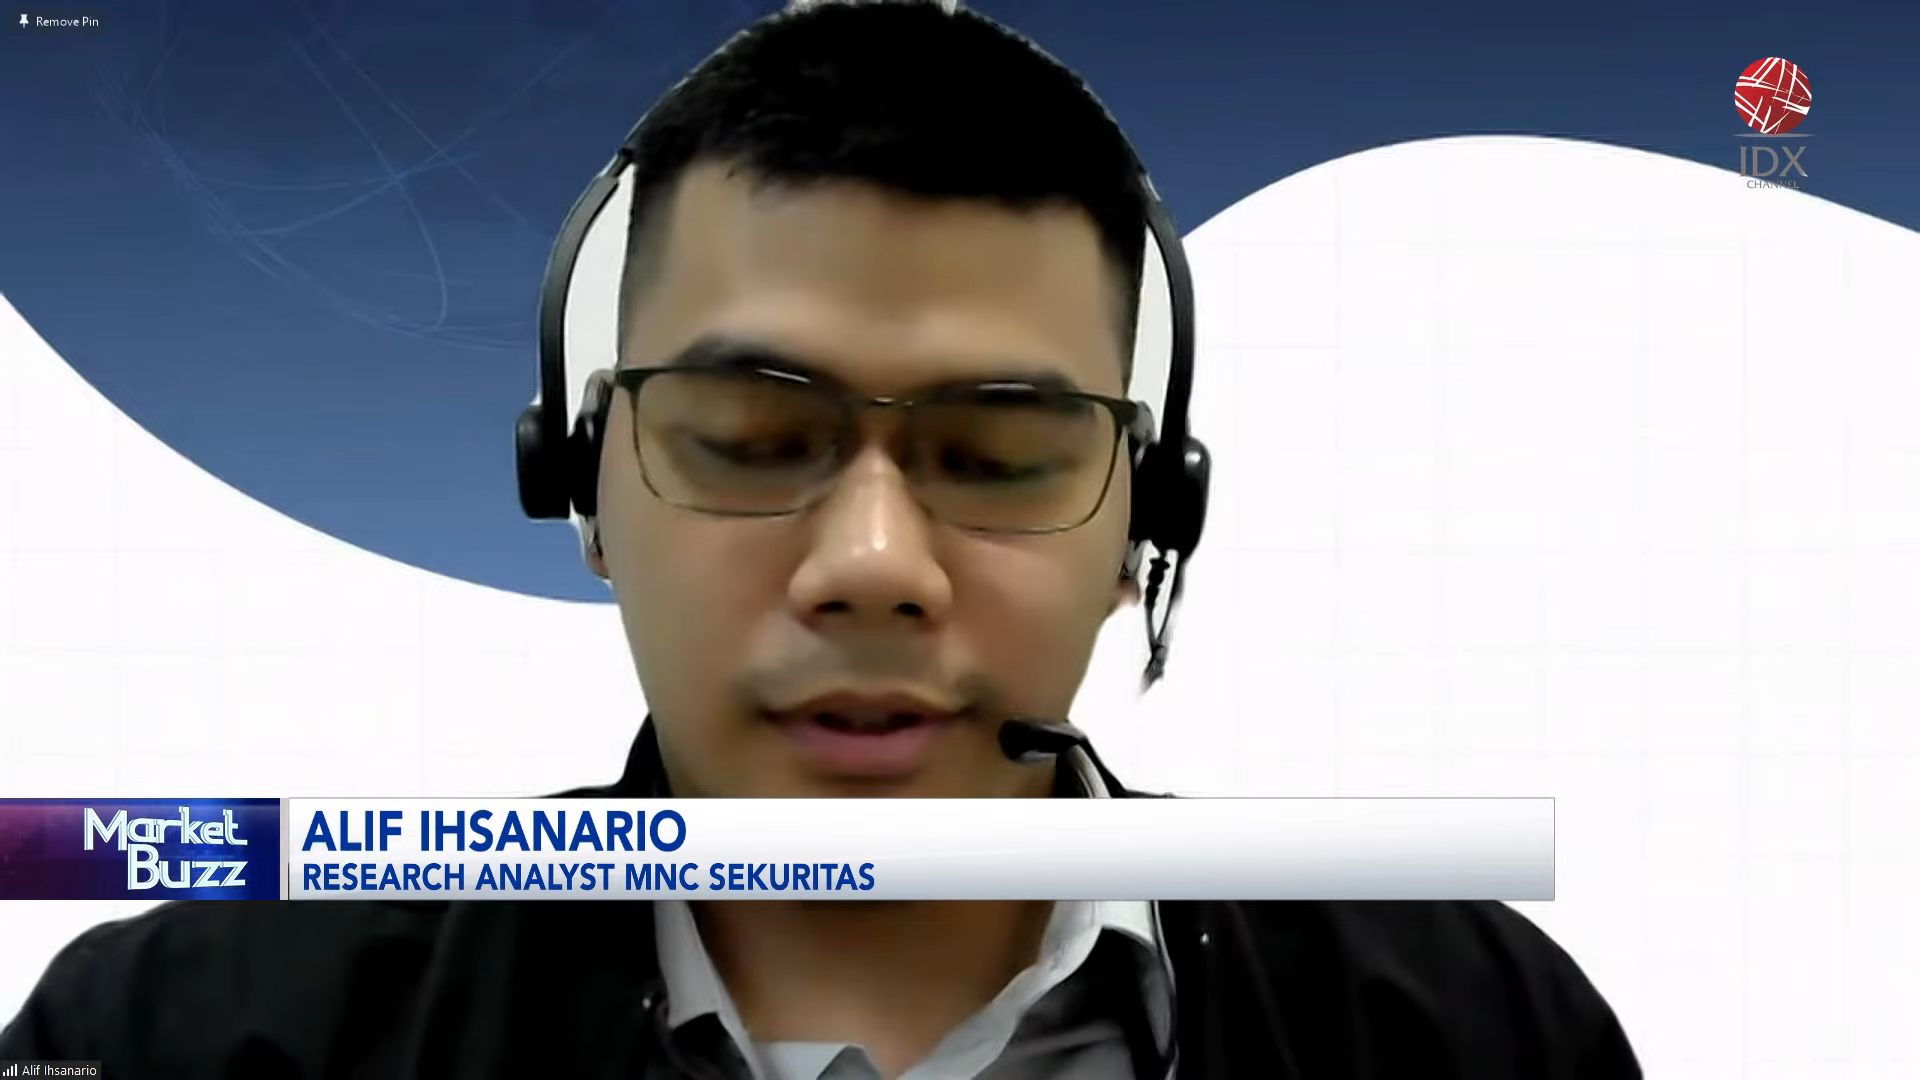 Remove Pin
IDX
CHANNEL
Market
Buzz
ALIF IHSANARIO
RESEARCH ANALYST MNC SEKURITAS
Alif Ihsanario